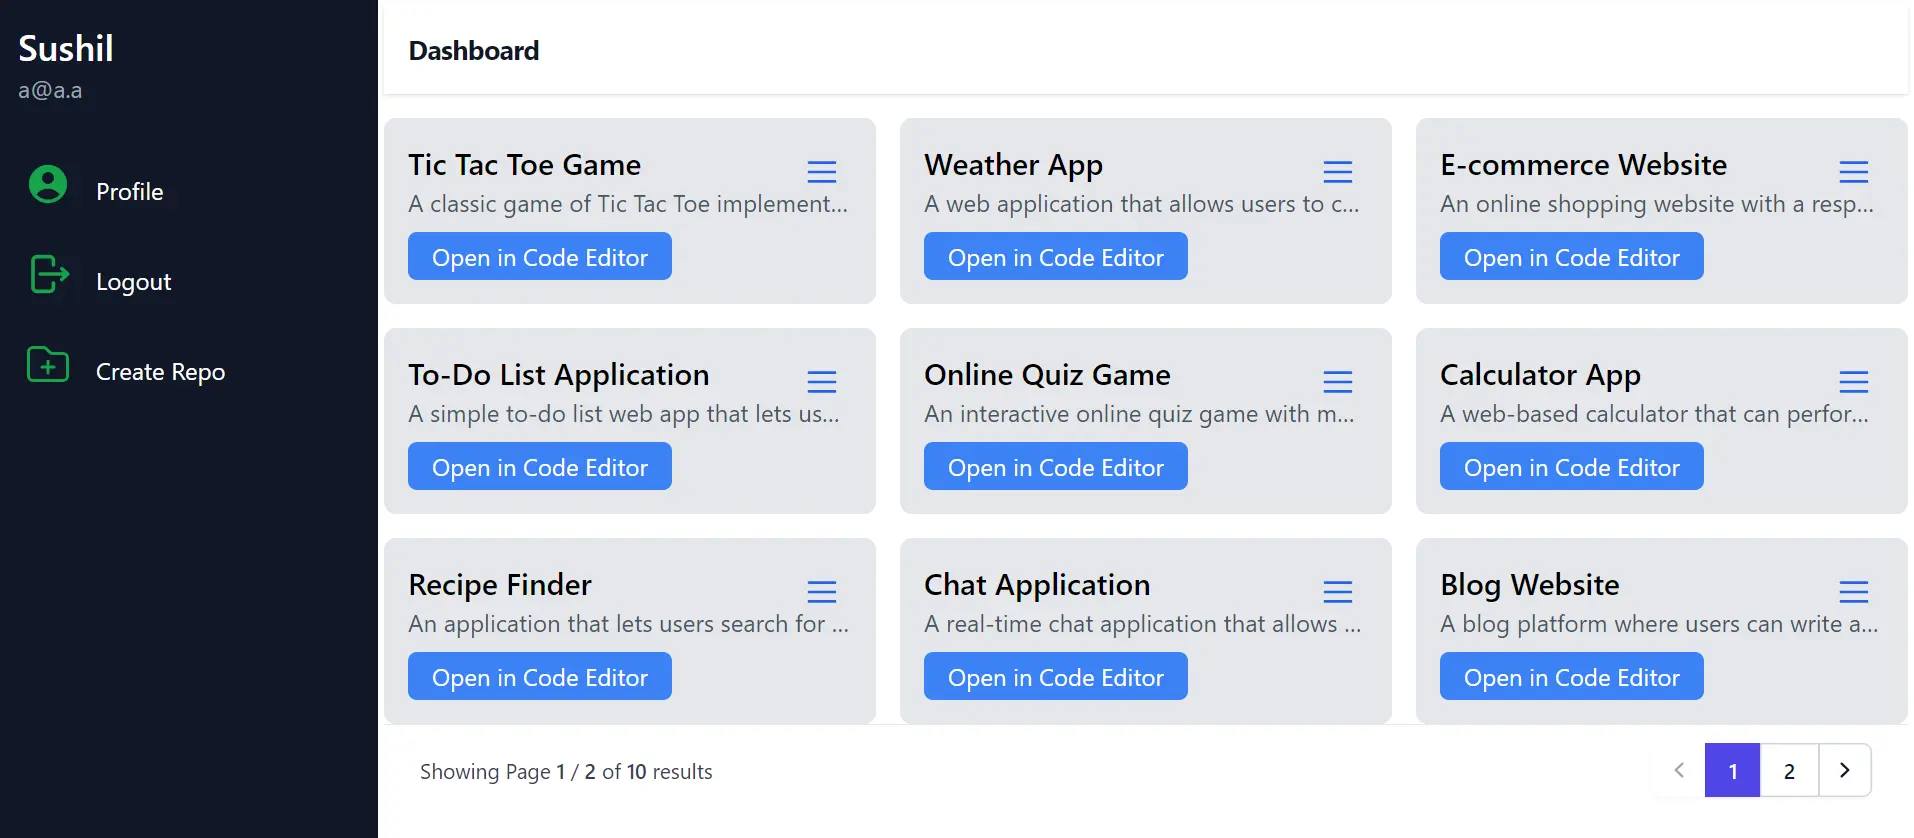 Sushil
a@a.a
Profile
Logout
Create Repo
Dashboard
Tic Tac Toe Game
A classic game of Tic Tac Toe implement...
Open in Code Editor
Weather App
A web application that allows users to c...
Open in Code Editor
E-commerce Website
An online shopping website with a resp...
Open in Code Editor
To-Do List Application
A simple to-do list web app that lets us...
Open in Code Editor
Online Quiz Game
An interactive online quiz game with m...
Open in Code Editor
Calculator App
A web-based calculator that can perfor...
Open in Code Editor
Recipe Finder
An application that lets users search for ...
Open in Code Editor
Chat Application
A real-time chat application that allows ...
Open in Code Editor
Blog Website
A blog platform where users can write a...
Open in Code Editor
Showing Page 1 / 2 of 10 results
1 2